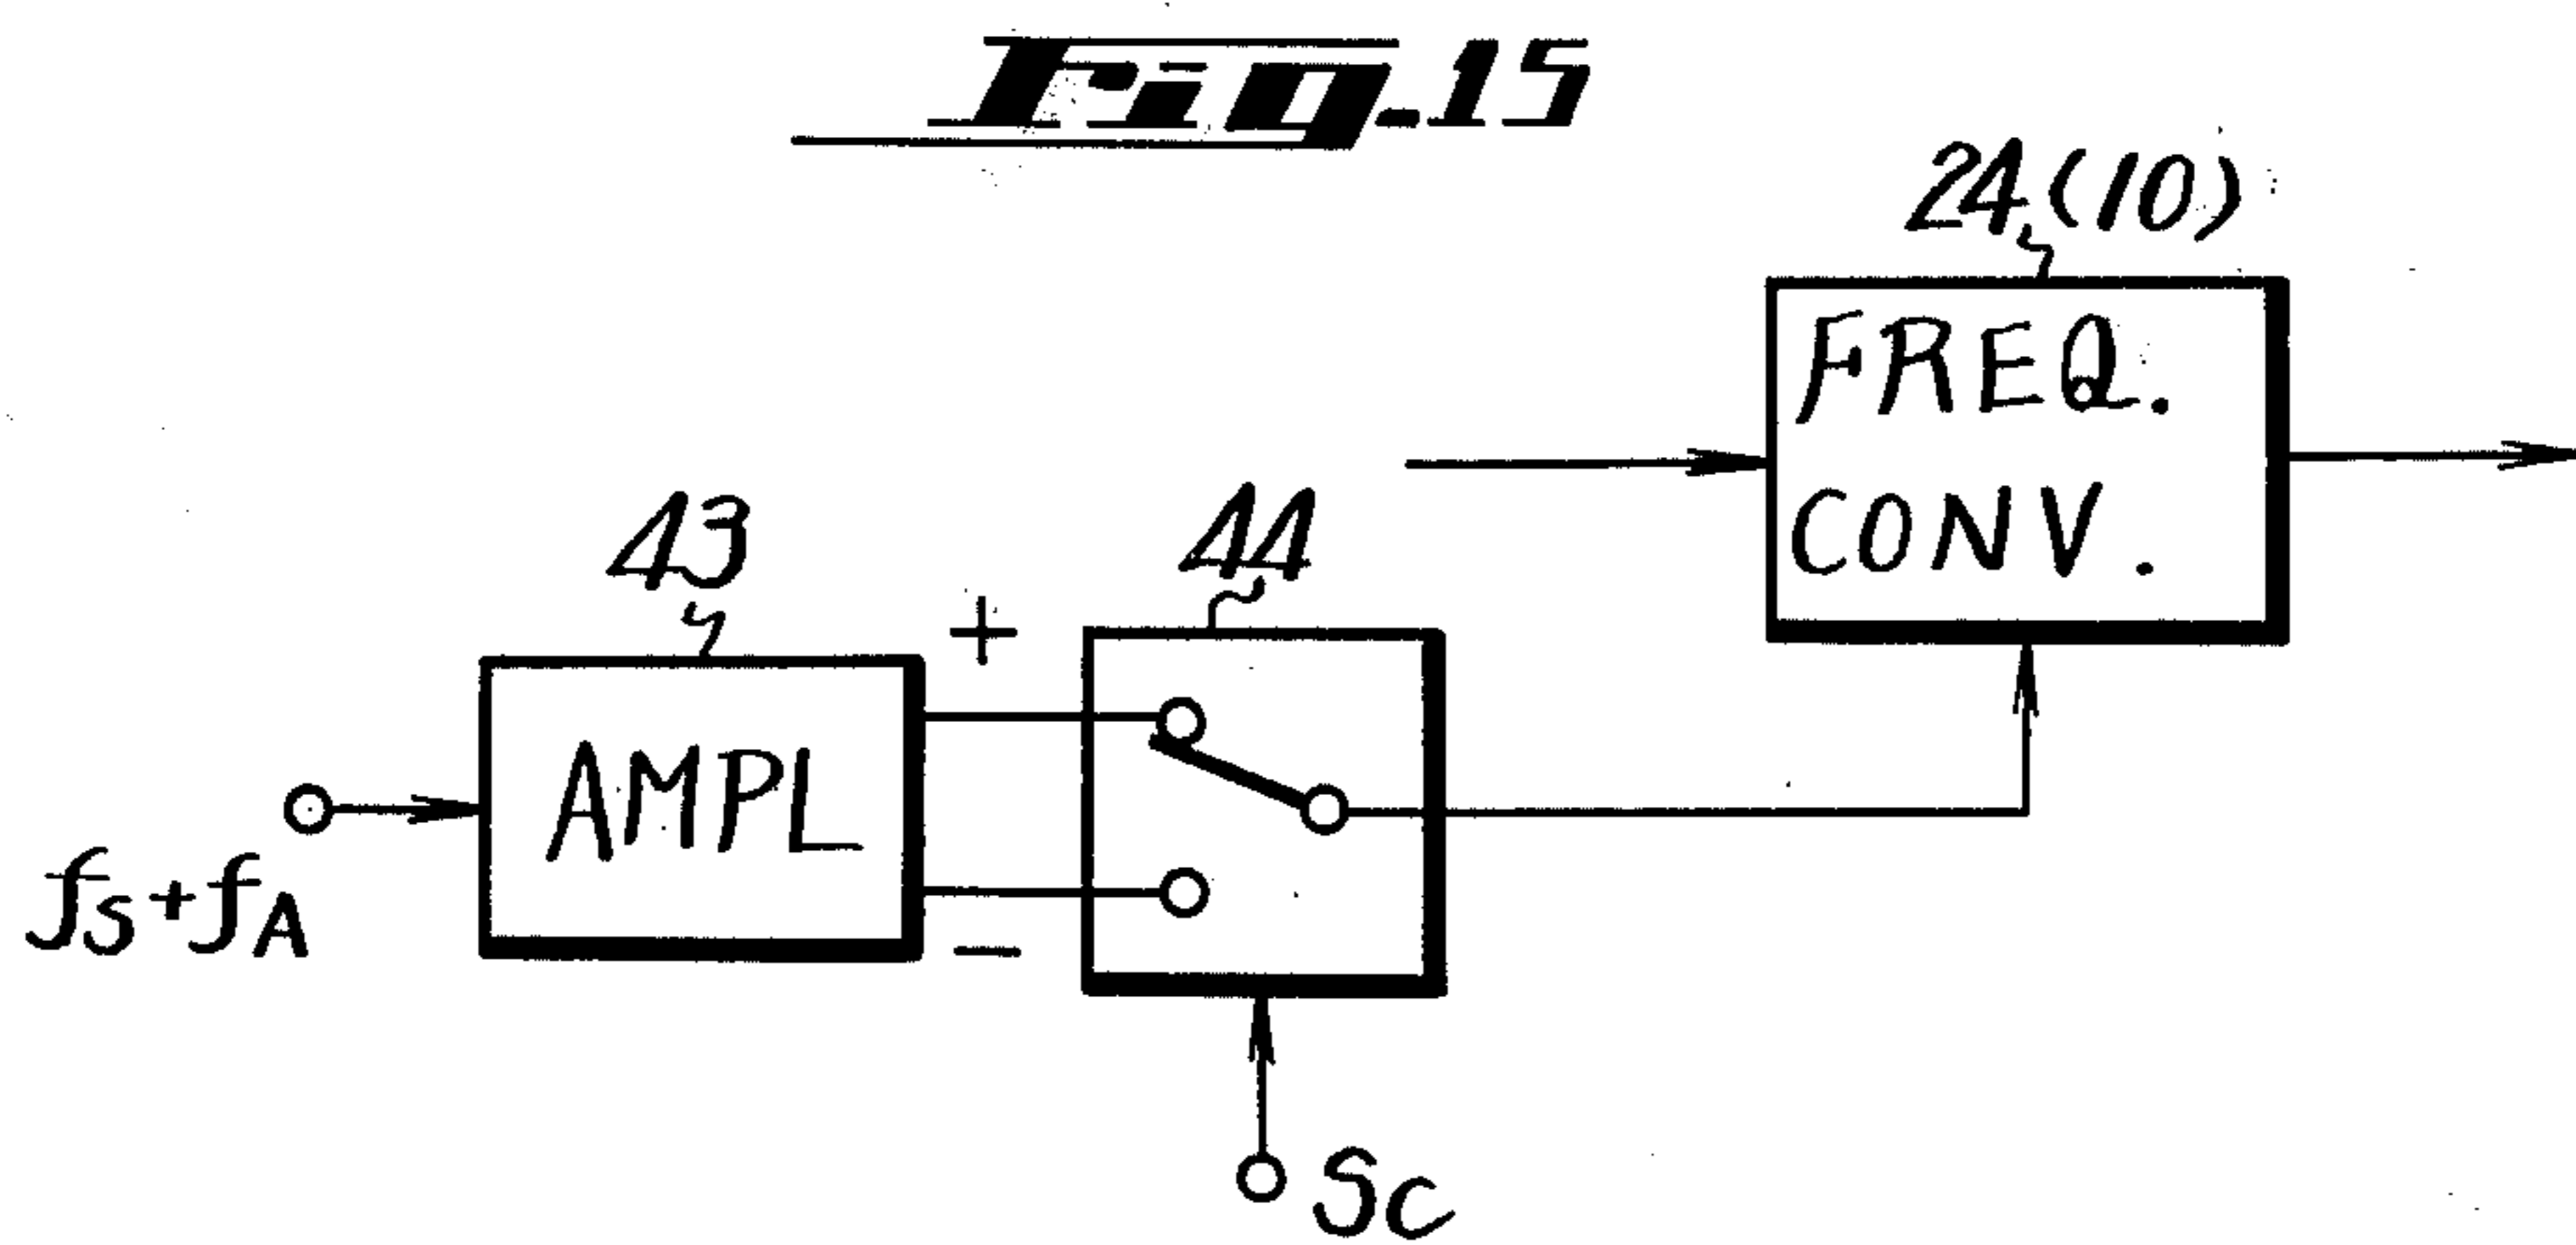 Fig.15
24(10)
FREQ.
CONV.
43
44
+
AMPL
fS+fA
−
SC